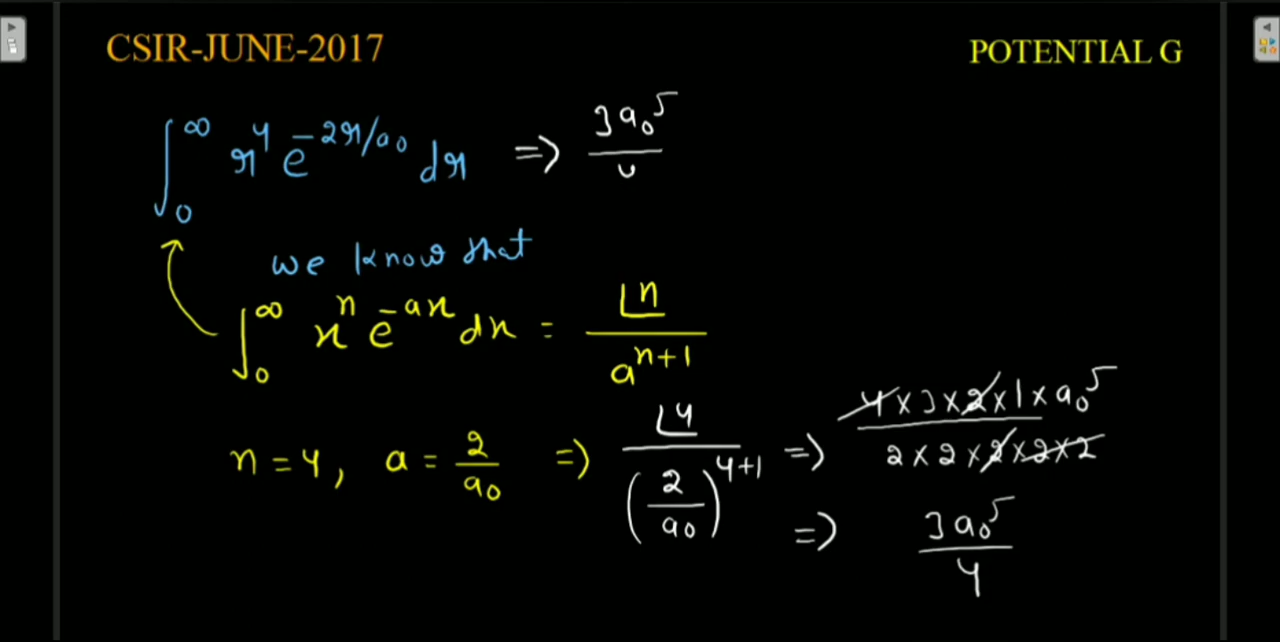 CSIR-JUNE-2017 POTENTIAL G
∫₀^∞ r⁴ e^(-2r/a₀) dr ⇒ 3a₀⁵/4
we know that
∫₀^∞ xⁿ e^(-ax) dx = ⌊n / a^(n+1)
n = 4, a = 2/a₀ ⇒ ⌊4 / (2/a₀)^(4+1) ⇒ 4×3×2×1×a₀⁵ / 2×2×2×2×2
⇒ 3a₀⁵/4